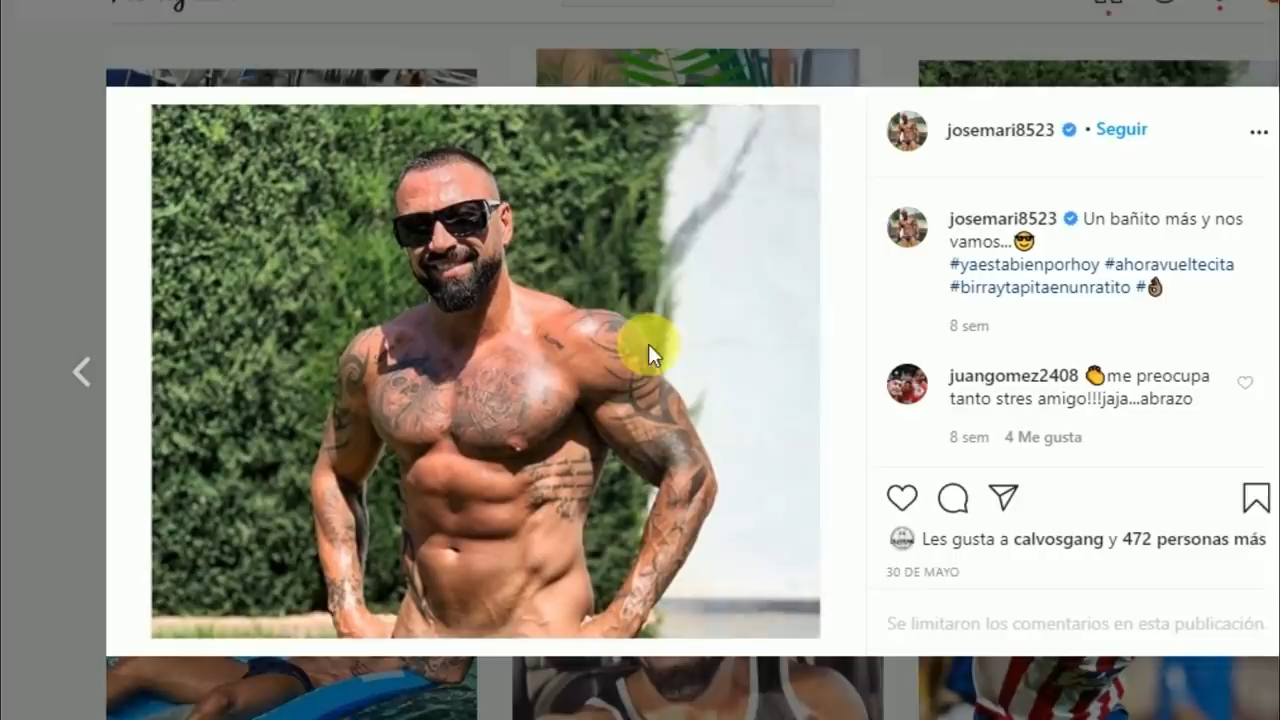 josemari8523 • Seguir
josemari8523 Un bañito más y nos
vamos...😎
#yaestabienporhoy #ahoravueltecita
#birraytapitaenunratito #👌🏿
8 sem
juangomez2408 👏me preocupa
tanto stres amigo!!!jaja...abrazo
8 sem 4 Me gusta
Les gusta a calvosgang y 472 personas más
30 DE MAYO
Se limitaron los comentarios en esta publicación.